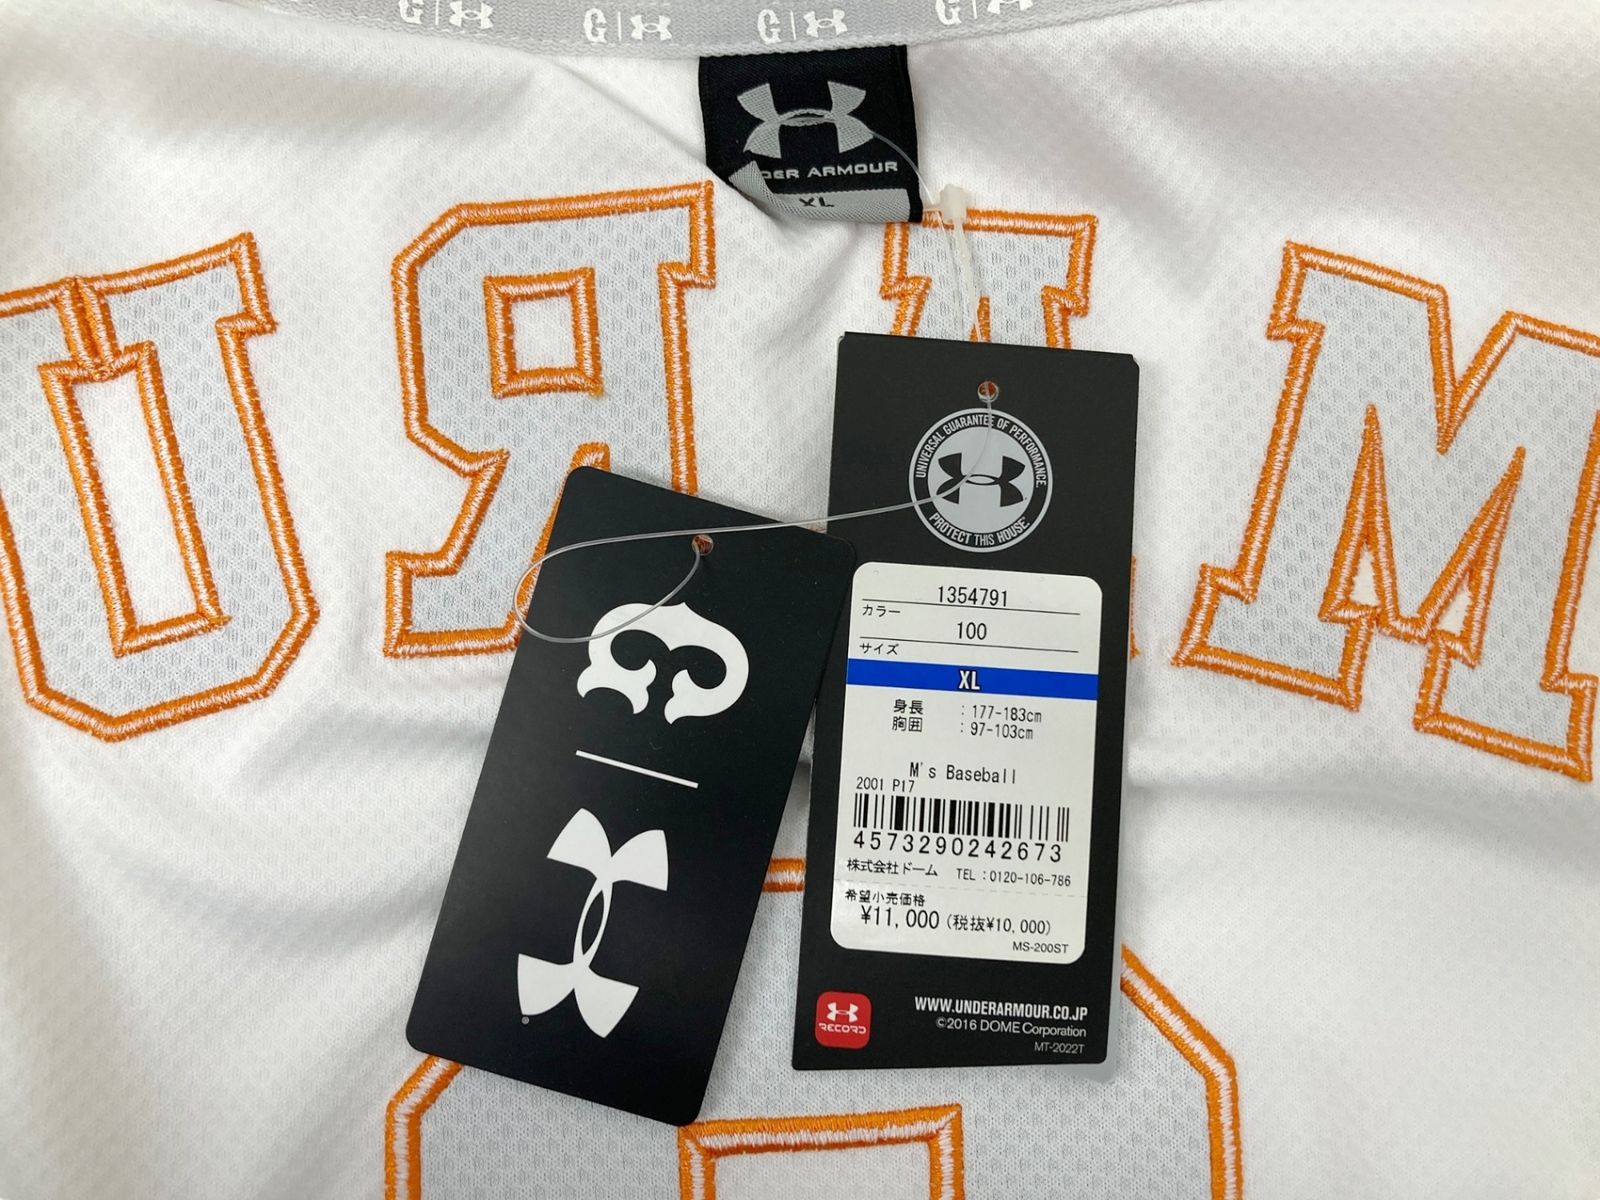 G G G G
UNDER ARMOUR
XL
UNIVERSAL GUARANTEE OF PERFORMANCE.
PROTECT THIS HOUSE
1354791
カラー
100
サイズ
XL
身長 : 177-183cm
胸囲 : 97-103cm
M's Baseball
2001 P17
4573290242673
株式会社ドーム TEL:0120-106-786
希望小売価格
¥11,000 (税抜¥10,000)
MS-200ST
RECORD
WWW.UNDERARMOUR.CO.JP
©2016 DOME Corporation
MT-2022T